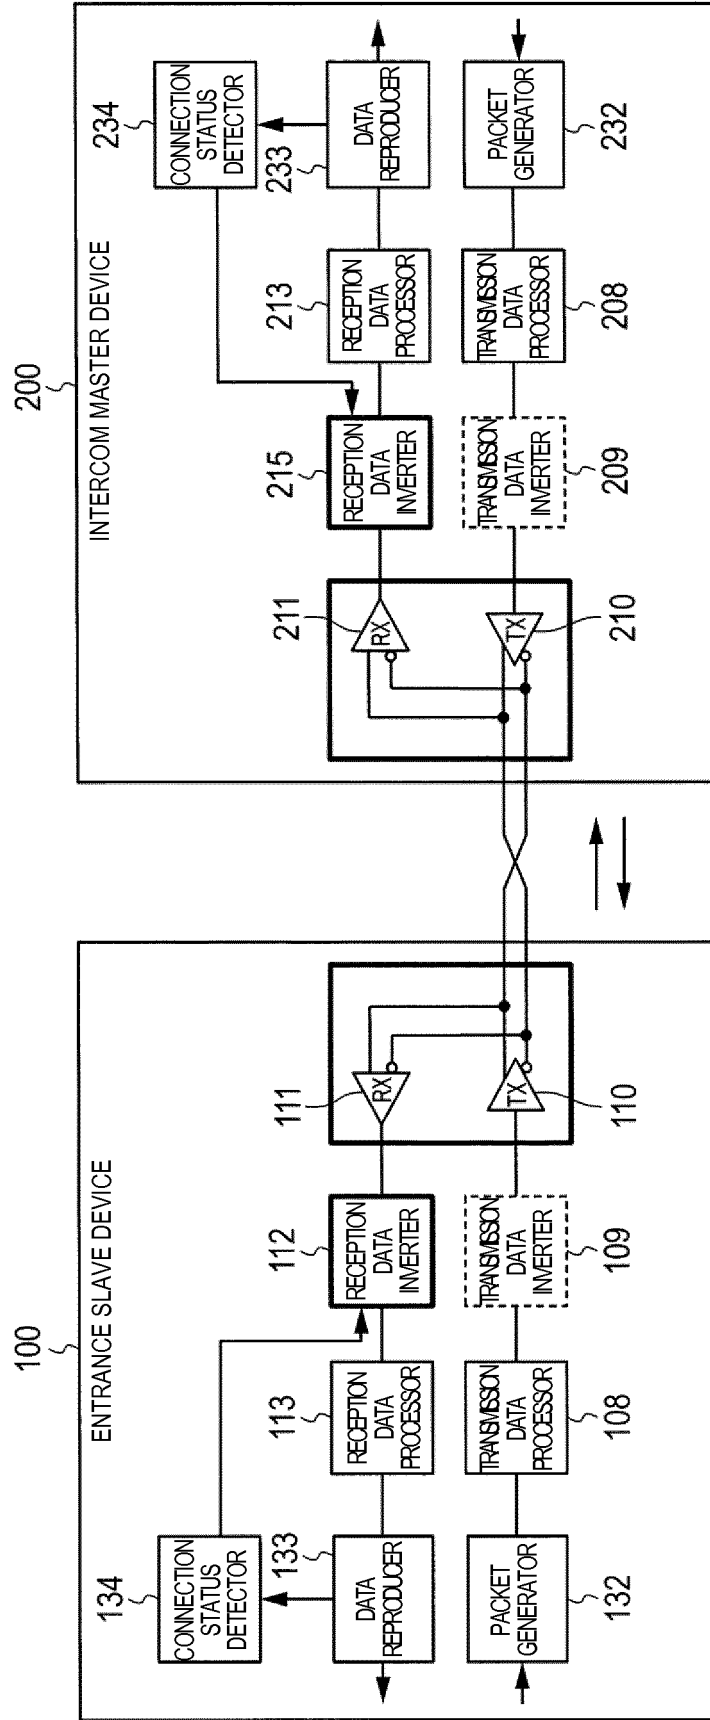 100
ENTRANCE SLAVE DEVICE
134
CONNECTION
STATUS
DETECTOR
133
DATA
REPRODUCER
113
RECEPTION
DATA
PROCESSOR
112
RECEPTION
DATA
INVERTER
111
RX
PACKET
GENERATOR
132
TRANSMISSION
DATA
PROCESSOR
108
TRANSMISSION
DATA
INVERTER
109
TX
110
200
INTERCOM MASTER DEVICE
211
RX
215
RECEPTION
DATA
INVERTER
213
RECEPTION
DATA
PROCESSOR
233
DATA
REPRODUCER
234
CONNECTION
STATUS
DETECTOR
TX
210
TRANSMISSION
DATA
INVERTER
209
TRANSMISSION
DATA
PROCESSOR
208
PACKET
GENERATOR
232